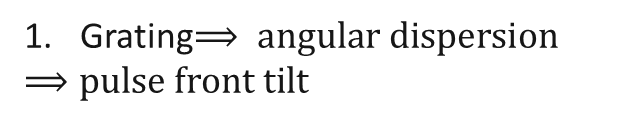 1. Grating⟹ angular dispersion
⟹ pulse front tilt